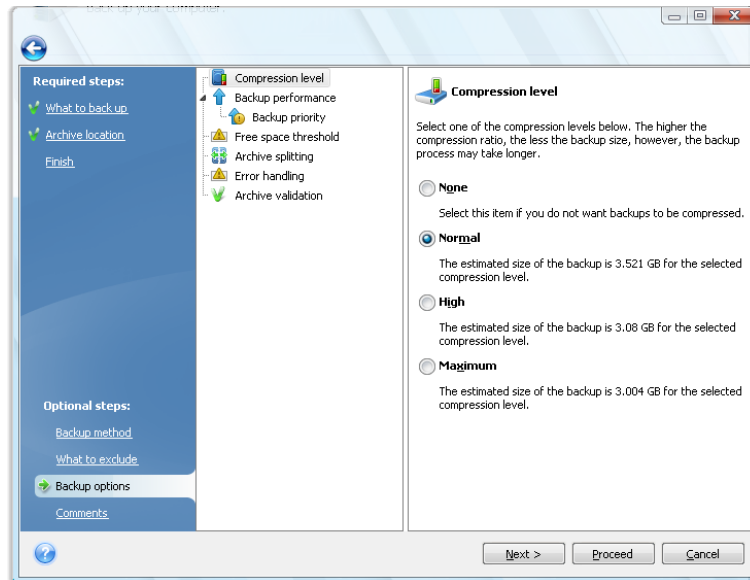 Back up your computer.
Required steps:
What to back up
Archive location
Finish
Optional steps:
Backup method
What to exclude
Backup options
Comments
Compression level
Backup performance
Backup priority
Free space threshold
Archive splitting
Error handling
Archive validation
Compression level
Select one of the compression levels below. The higher the
compression ratio, the less the backup size, however, the backup
process may take longer.
None
Select this item if you do not want backups to be compressed.
Normal
The estimated size of the backup is 3.521 GB for the selected
compression level.
High
The estimated size of the backup is 3.08 GB for the selected
compression level.
Maximum
The estimated size of the backup is 3.004 GB for the selected
compression level.
Next >
Proceed
Cancel